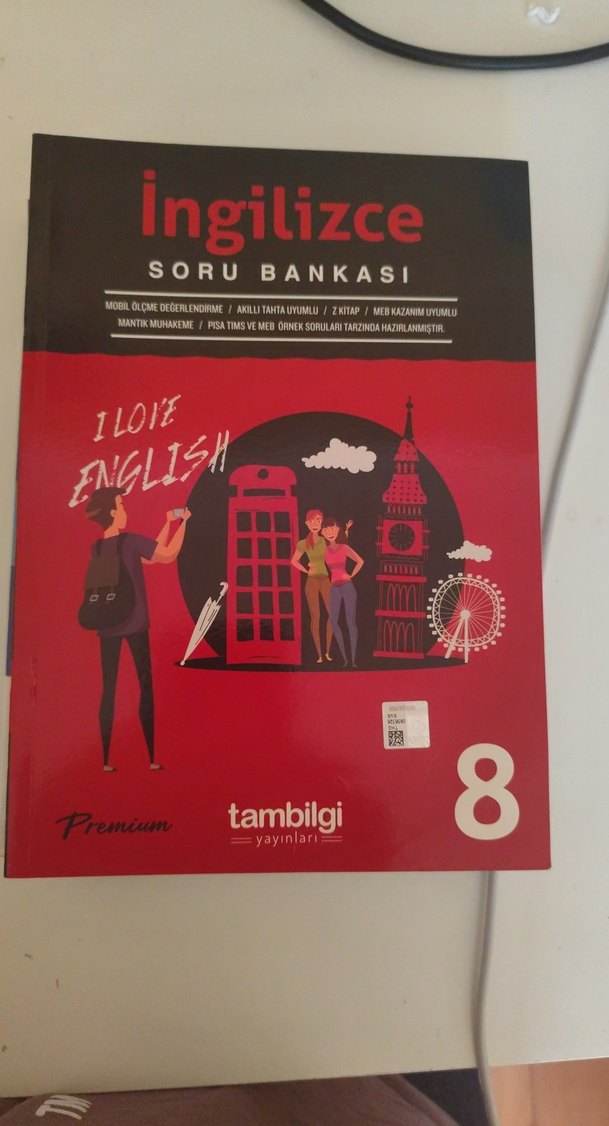 İngilizce
SORU BANKASI
MOBİL ÖLÇME DEĞERLENDİRME / AKILLI TAHTA UYUMLU / Z KİTAP / MEB KAZANIM UYUMLU
MANTIK MUHAKEME / PISA TIMS VE MEB ÖRNEK SORULARI TARZINDA HAZIRLANMIŞTIR.
I LOVE
ENGLISH
8
Premium
tambilgi
yayınları